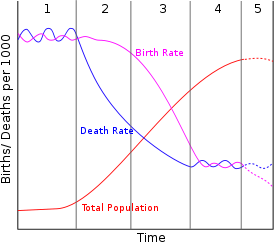 1 2 3 4 5
Birth Rate
Death Rate
Total Population
Births/ Deaths per 1000
Time